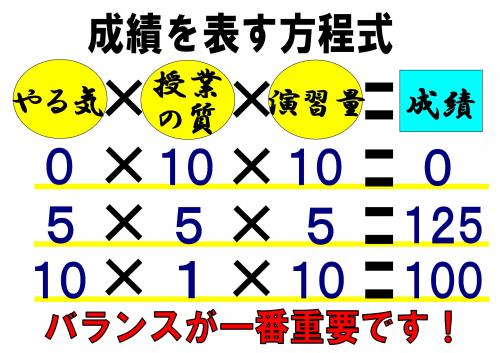 成績を表す方程式
やる気×授業の質×演習量=成績
0×10×10=0
5×5×5=125
10×1×10=100
バランスが一番重要です!